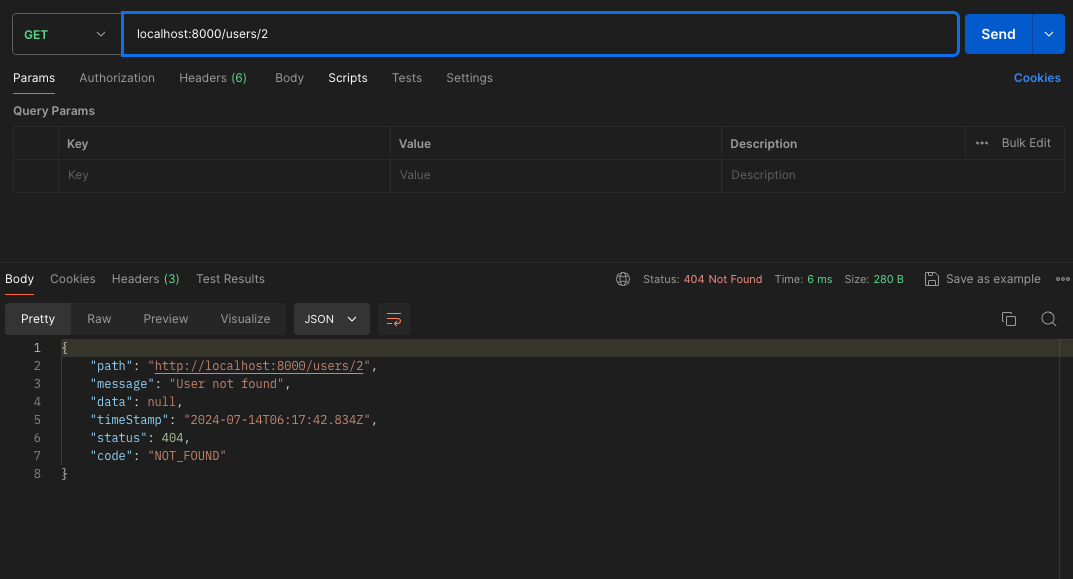 GET localhost:8000/users/2 Send
Params Authorization Headers (6) Body Scripts Tests Settings Cookies
Query Params
Key Value Description ••• Bulk Edit
Key Value Description
Body Cookies Headers (3) Test Results Status: 404 Not Found Time: 6 ms Size: 280 B Save as example •••
Pretty Raw Preview Visualize JSON
1 {
2 "path": "http://localhost:8000/users/2",
3 "message": "User not found",
4 "data": null,
5 "timeStamp": "2024-07-14T06:17:42.834Z",
6 "status": 404,
7 "code": "NOT_FOUND"
8 }